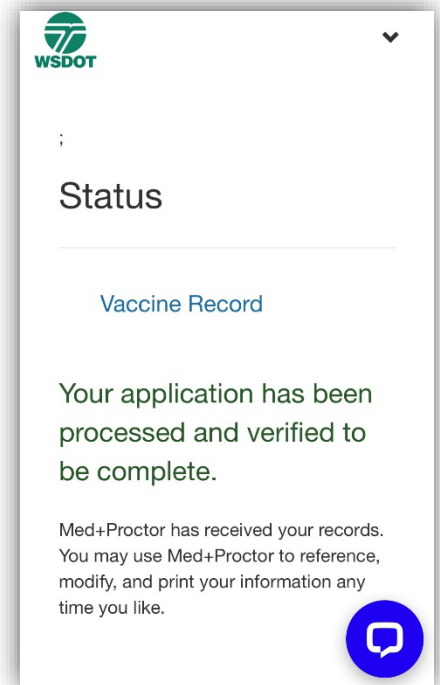 WSDOT
;
Status
Vaccine Record
Your application has been
processed and verified to
be complete.
Med+Proctor has received your records.
You may use Med+Proctor to reference,
modify, and print your information any
time you like.